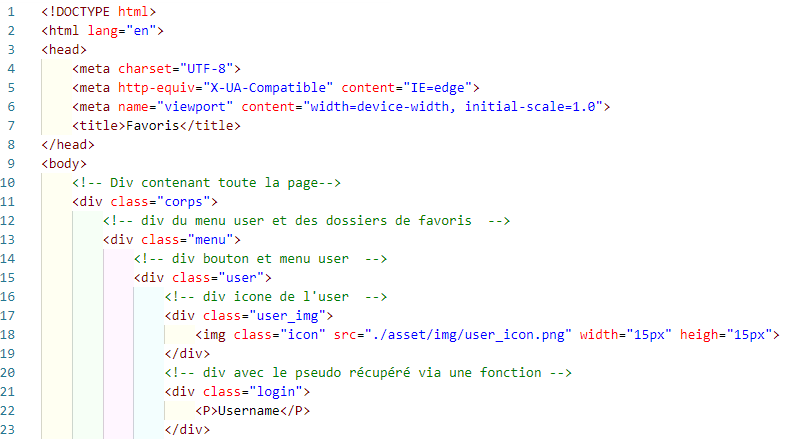 1 <!DOCTYPE html>
2 <html lang="en">
3 <head>
4     <meta charset="UTF-8">
5     <meta http-equiv="X-UA-Compatible" content="IE=edge">
6     <meta name="viewport" content="width=device-width, initial-scale=1.0">
7     <title>Favoris</title>
8 </head>
9 <body>
10     <!-- Div contenant toute la page-->
11     <div class="corps">
12         <!-- div du menu user et des dossiers de favoris  -->
13         <div class="menu">
14             <!-- div bouton et menu user  -->
15             <div class="user">
16                 <!-- div icone de l'user  -->
17                 <div class="user_img">
18                     <img class="icon" src="./asset/img/user_icon.png" width="15px" heigh="15px">
19                 </div>
20                 <!-- div avec le pseudo récupéré via une fonction -->
21                 <div class="login">
22                     <P>Username</P>
23                 </div>